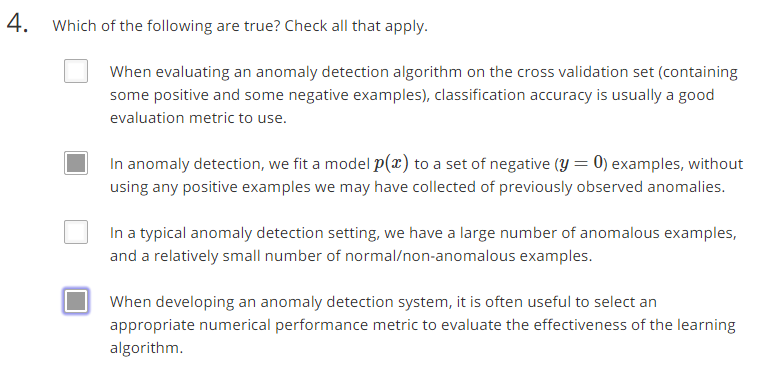 4. Which of the following are true? Check all that apply.
When evaluating an anomaly detection algorithm on the cross validation set (containing
some positive and some negative examples), classification accuracy is usually a good
evaluation metric to use.
In anomaly detection, we fit a model p(x) to a set of negative (y = 0) examples, without
using any positive examples we may have collected of previously observed anomalies.
In a typical anomaly detection setting, we have a large number of anomalous examples,
and a relatively small number of normal/non-anomalous examples.
When developing an anomaly detection system, it is often useful to select an
appropriate numerical performance metric to evaluate the effectiveness of the learning
algorithm.